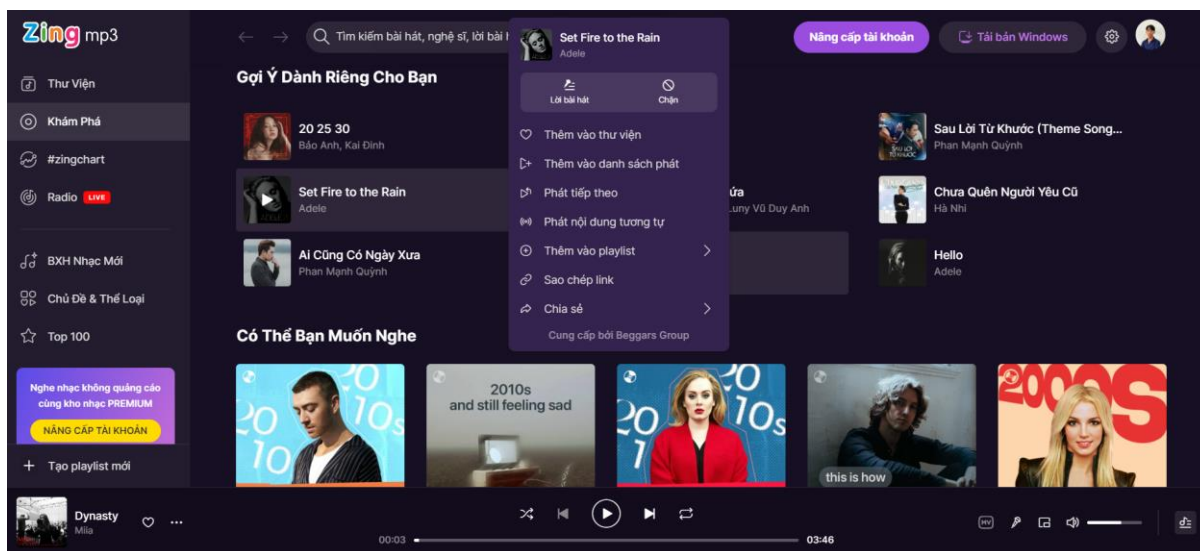 Zing mp3
Tìm kiếm bài hát, nghệ sĩ, lời bài
Nâng cấp tài khoản
Tải bản Windows
Thư Viện
Khám Phá
#zingchart
Radio LIVE
BXH Nhạc Mới
Chủ Đề & Thể Loại
Top 100
Nghe nhạc không quảng cáo
cùng kho nhạc PREMIUM
NÂNG CẤP TÀI KHOẢN
Tạo playlist mới
Gợi Ý Dành Riêng Cho Bạn
20 25 30
Bảo Anh, Kai Đinh
Set Fire to the Rain
Adele
Ai Cũng Có Ngày Xưa
Phan Mạnh Quỳnh
Set Fire to the Rain
Adele
Lời bài hát
Chặn
Thêm vào thư viện
Thêm vào danh sách phát
Phát tiếp theo
Phát nội dung tương tự
Thêm vào playlist
Sao chép link
Chia sẻ
Cung cấp bởi Beggars Group
Vũ Duy Anh
Sau Lời Từ Khước (Theme Song...
Phan Mạnh Quỳnh
Chưa Quên Người Yêu Cũ
Hà Nhi
Hello
Adele
Có Thể Bạn Muốn Nghe
20
10s
2010s
and still feeling sad
20
10s
this is how
2000s
Dynasty
Miia
00:03
03:46
MV